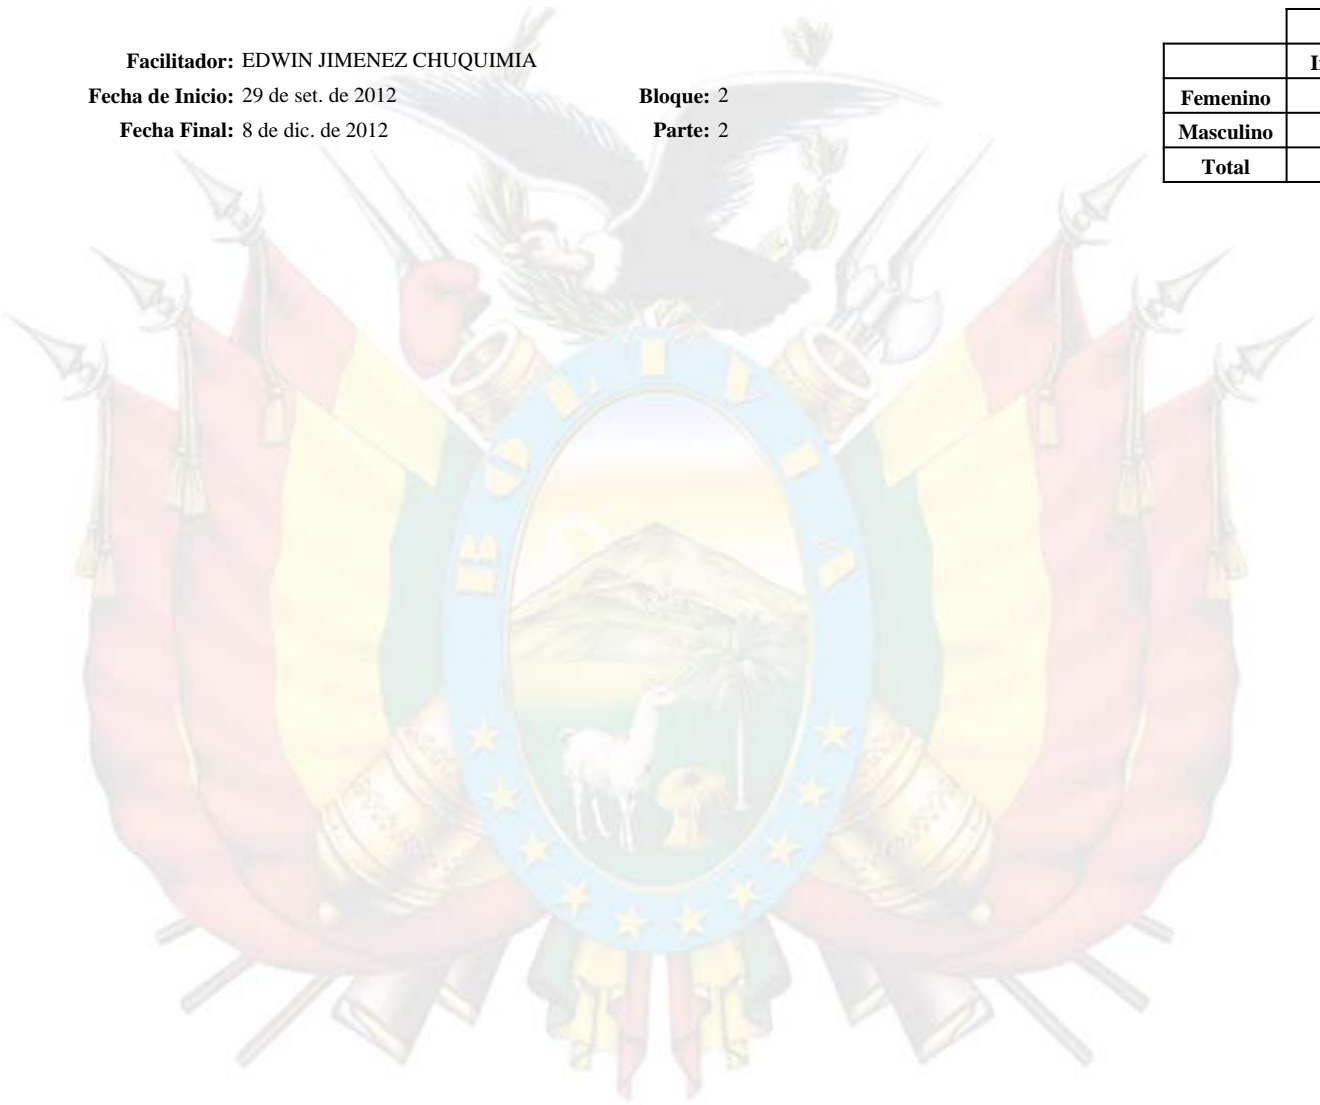 Facilitador: EDWIN JIMENEZ CHUQUIMIA
Fecha de Inicio: 29 de set. de 2012 Bloque: 2
Fecha Final: 8 de dic. de 2012 Parte: 2
Femenino
Masculino
Total
BOLIVIA